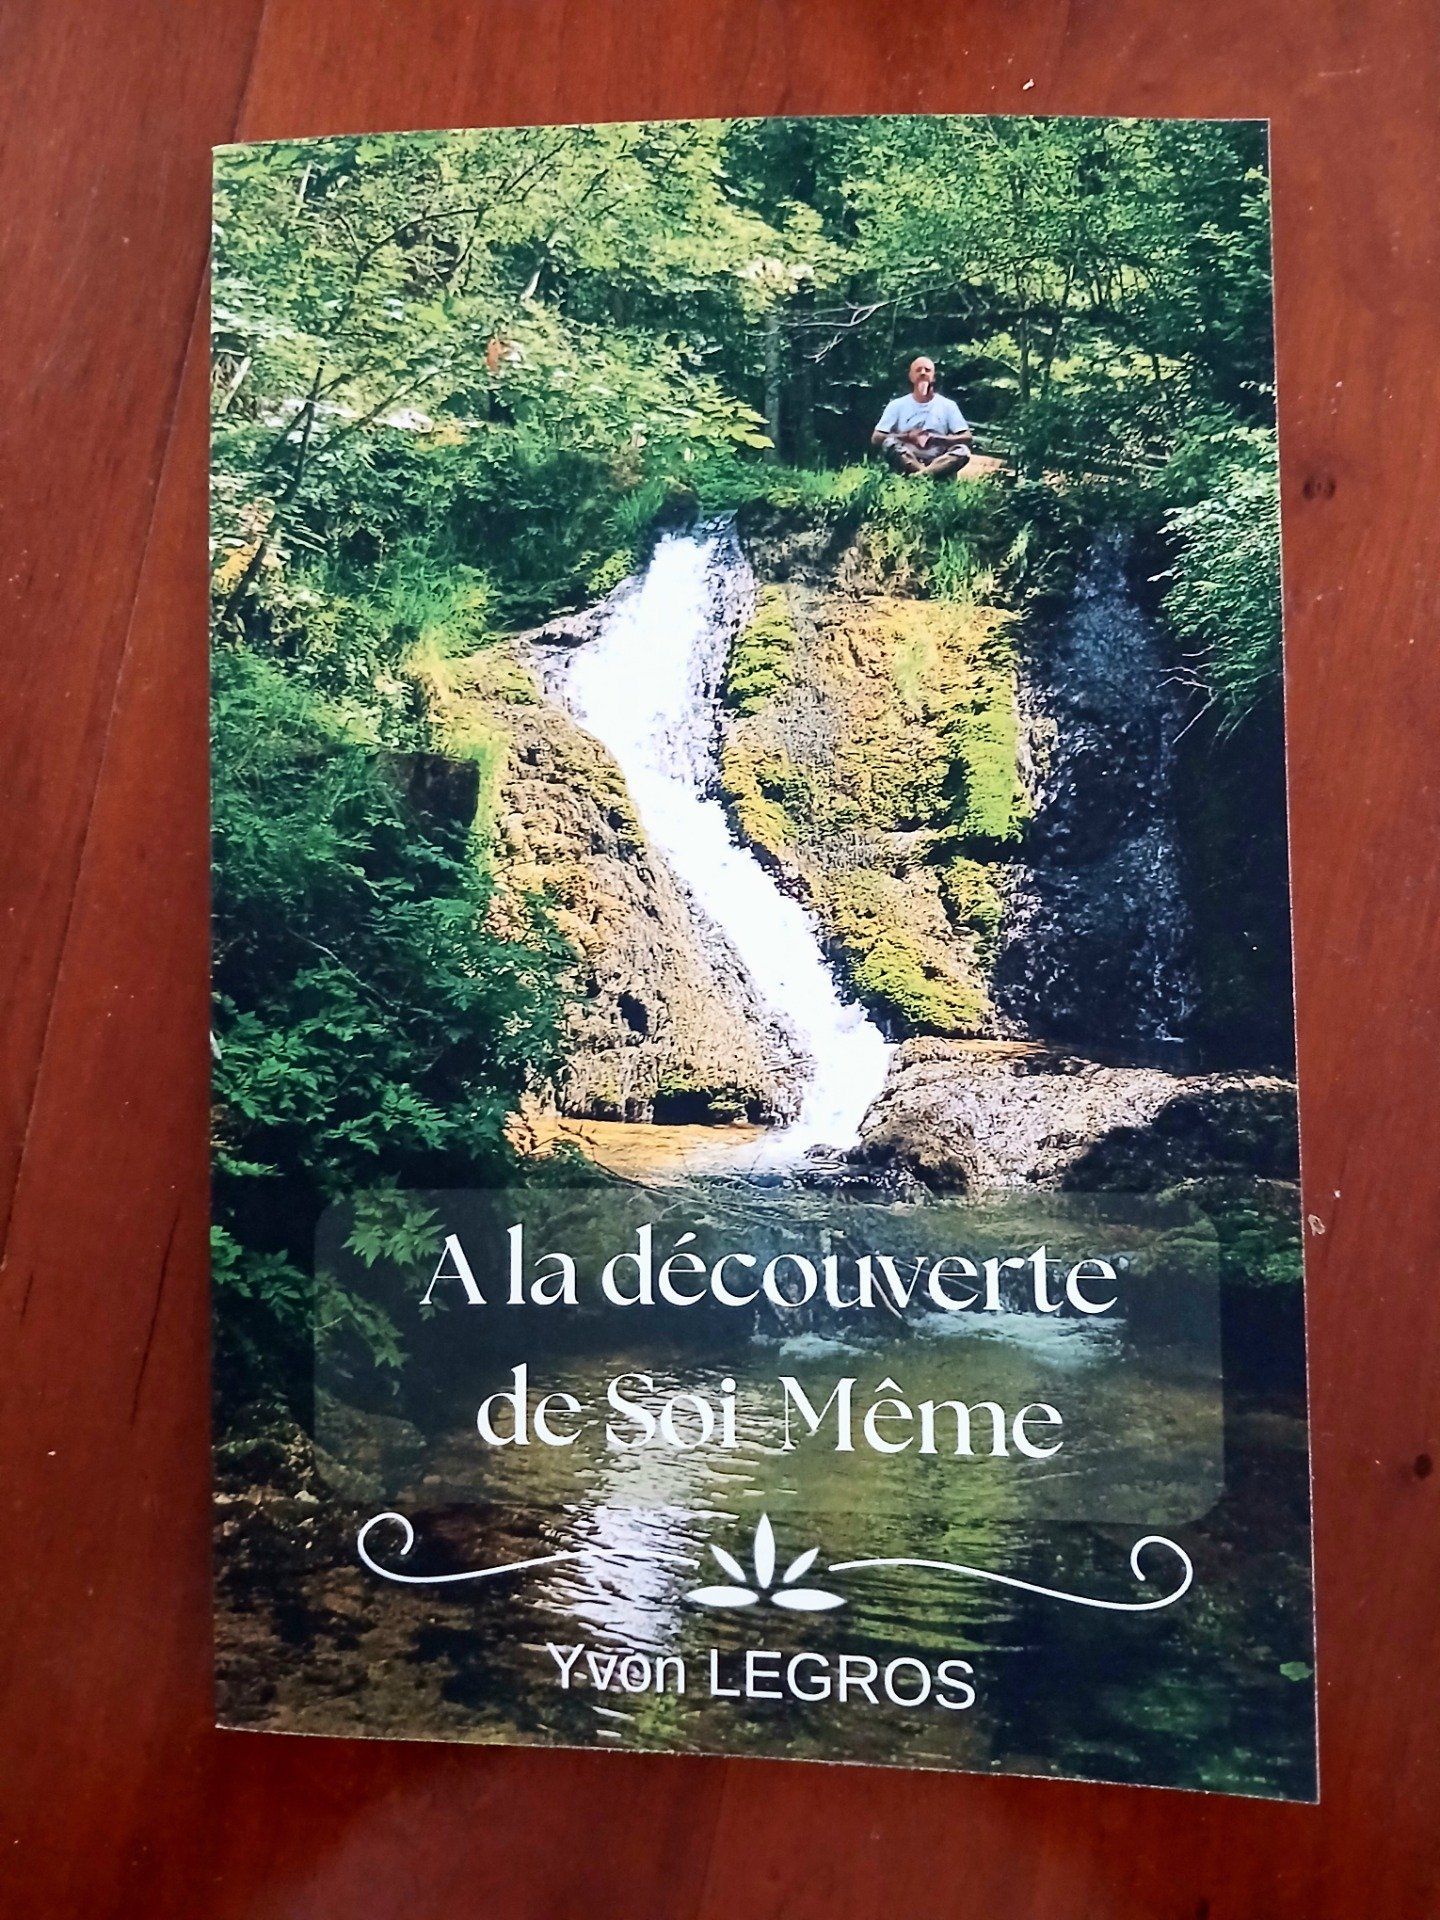 A la découverte
de Soi Même
Yvon LEGROS